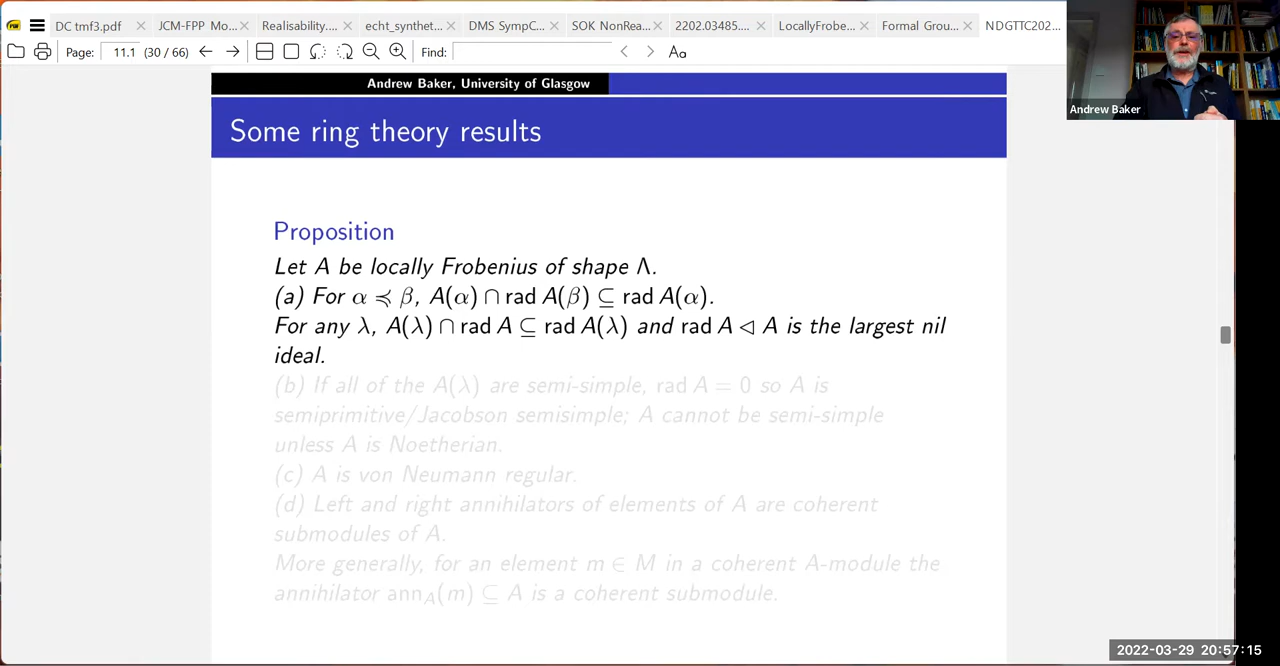 DC tmf3.pdf JCM-FPP Mo... Realisability.... echt_synthet... DMS SympC... SOK NonRea... 2202.03485.... LocallyFrobe... Formal Grou... NDGTTC202...
Page: 11.1 (30 / 66) Find: Aa
Andrew Baker, University of Glasgow
Andrew Baker
Some ring theory results
Proposition
Let A be locally Frobenius of shape Λ.
(a) For α ≼ β, A(α) ∩ rad A(β) ⊆ rad A(α).
For any λ, A(λ) ∩ rad A ⊆ rad A(λ) and rad A ◁ A is the largest nil
ideal.
(b) If all of the A(λ) are semi-simple, rad A = 0 so A is
semiprimitive/Jacobson semisimple; A cannot be semi-simple
unless A is Noetherian.
(c) A is von Neumann regular.
(d) Left and right annihilators of elements of A are coherent
submodules of A.
More generally, for an element m ∈ M in a coherent A-module the
annihilator ann_A(m) ⊆ A is a coherent submodule.
2022-03-29 20:57:15